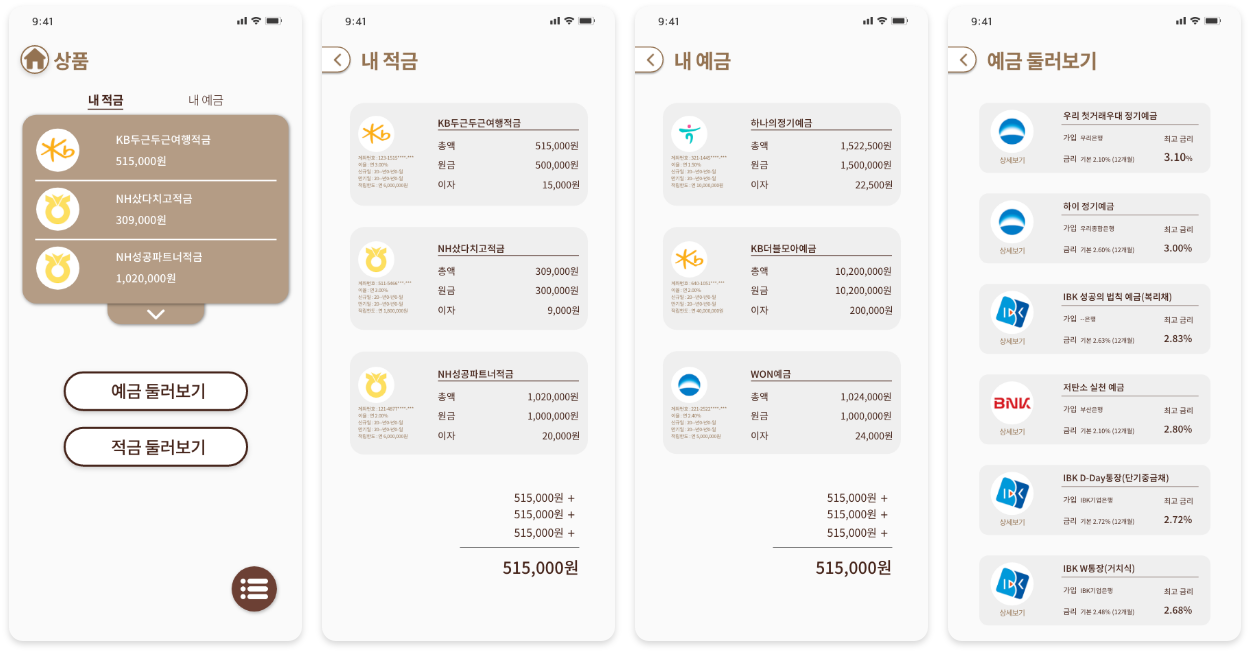 9:41
상품
내 적금
내 예금
KB두근두근여행적금
515,000원
NH샀다치고적금
309,000원
NH성공파트너적금
1,020,000원
예금 둘러보기
적금 둘러보기
9:41
내 적금
KB두근두근여행적금
총액 515,000원
원금 500,000원
이자 15,000원
NH샀다치고적금
총액 309,000원
원금 300,000원
이자 9,000원
NH성공파트너적금
총액 1,020,000원
원금 1,000,000원
이자 20,000원
515,000원 +
515,000원 +
515,000원 +
515,000원
9:41
내 예금
하나의정기예금
총액 1,522,500원
원금 1,500,000원
이자 22,500원
KB더블모아예금
총액 10,200,000원
원금 10,200,000원
이자 200,000원
WON예금
총액 1,024,000원
원금 1,000,000원
이자 24,000원
515,000원 +
515,000원 +
515,000원 +
515,000원
9:41
예금 둘러보기
우리 첫거래우대 정기예금
가입 우리은행 최고 금리
상세보기
금리 기본 2.10% (12개월) 3.10%
하이 정기예금
가입 우리종합은행 최고 금리
상세보기
금리 기본 2.60% (12개월) 3.00%
IBK 성공의 법칙 예금(복리채)
가입 --은행 최고 금리
상세보기
금리 기본 2.63% (12개월) 2.83%
저탄소 실천 예금
BNK
가입 부산은행 최고 금리
상세보기
금리 기본 2.10% (12개월) 2.80%
IBK D-Day통장(단기중금채)
가입 IBK기업은행 최고 금리
상세보기
금리 기본 2.72% (12개월) 2.72%
IBK W통장(거치식)
가입 IBK기업은행 최고 금리
상세보기
금리 기본 2.48% (12개월) 2.68%